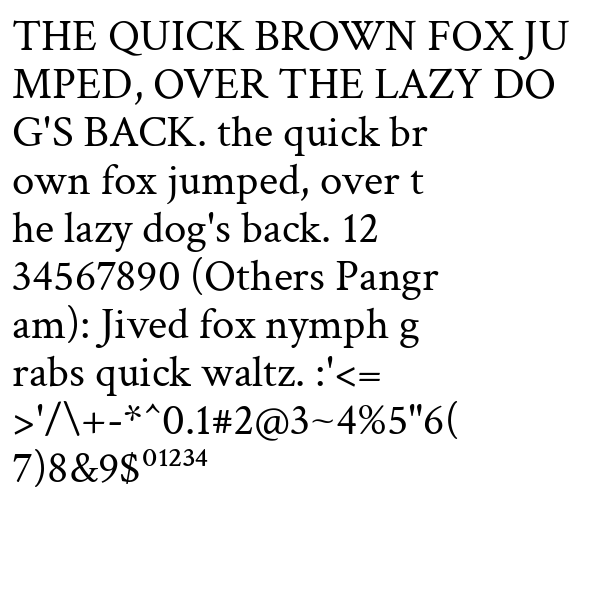 THE QUICK BROWN FOX JU
MPED, OVER THE LAZY DO
G'S BACK. the quick br
own fox jumped, over t
he lazy dog's back. 12
34567890 (Others Pangr
am): Jived fox nymph g
rabs quick waltz. :'<=
>'/\+-*^0.1#2@3~4%5"6(
7)8&9$⁰¹²³⁴